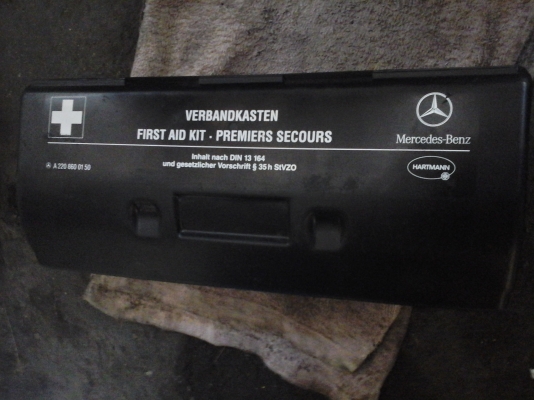 VERBANDKASTEN
FIRST AID KIT · PREMIERS SECOURS
Inhalt nach DIN 13 164
und gesetzlicher Vorschrift § 35 h StVZO
A 220 860 01 50
Mercedes-Benz
HARTMANN